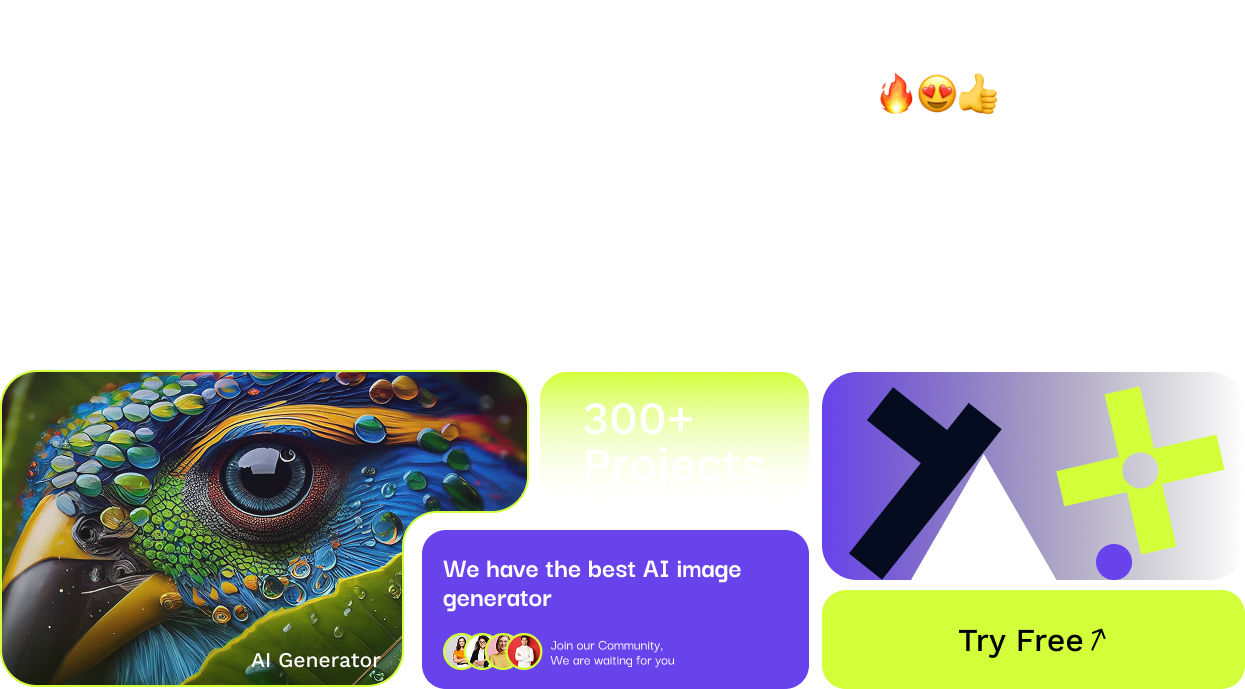 🔥😍👍
300+
Projects
We have the best AI image
generator
Join our Community,
We are waiting for you
AI Generator
Try Free↗